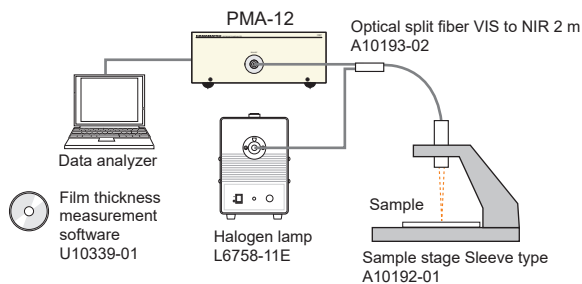 PMA-12
Optical split fiber VIS to NIR 2 m
A10193-02
Data analyzer
Film thickness
measurement
software
U10339-01
Halogen lamp
L6758-11E
Sample
Sample stage Sleeve type
A10192-01